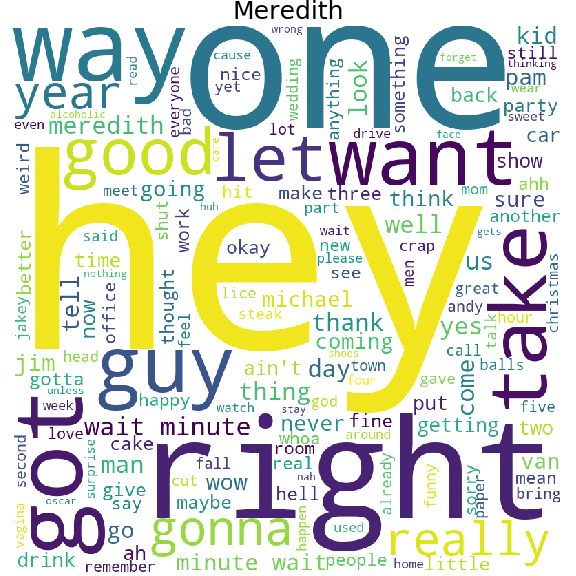 Meredith
way one
wrong
cause
read
nice
yet
everyone
bad
wedding
anything
look
something
forget
thinking
kid
still
pam
wear
back
sweet
party
year
alcoholic
even
meredith
lot
drive
face
car
weird
good
care
let want
show
ahh
meet
going
hit
make
three
think
mom
sure
another
huh
part
wait
said
shut
work
okay
new
please
see
men
crap
well
us
gets
take
christmas
jakey
better
tell
now
time
nothing
office
thought
feel
hey
lice
michael
steak
thank
coming
yes
talk
great
andy
hour
jim
head
shoes
call
balls
gotta
unless
guy
ain't
day
town
four
gave
come
week
happy
thing
watch
god
put
five
got
love
wait minute
stay
never
fine
around
getting
two
second
surprise
cake
whoa
room
right
already
funny
sorry
paper
van
man
fall
real
mean
bring
vagina
oscar
give
cut
wow
hell
nah
say
maybe
happen
used
go
gonna
really
drink
ah
remember
minute wait
people
home
little